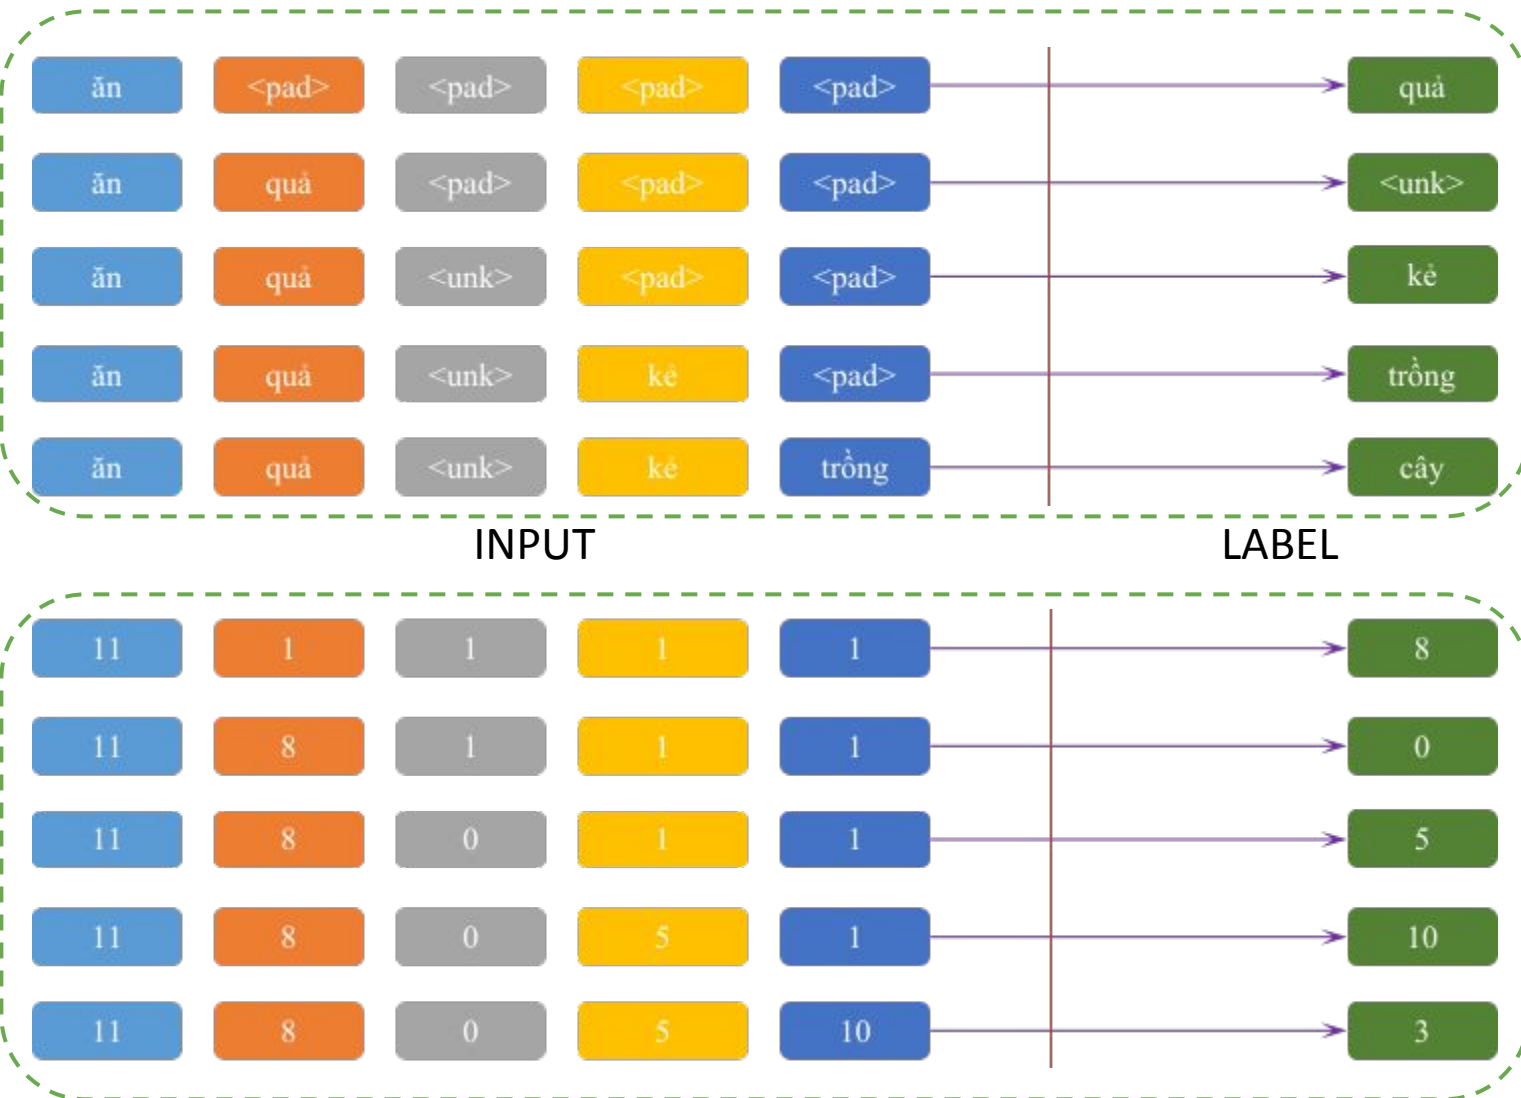 ăn <pad> <pad> <pad> <pad> quả
ăn quả <pad> <pad> <pad> <unk>
ăn quả <unk> <pad> <pad> kẻ
ăn quả <unk> kẻ <pad> trồng
ăn quả <unk> kẻ trồng cây
INPUT LABEL
11 1 1 1 1 8
11 8 1 1 1 0
11 8 0 1 1 5
11 8 0 5 1 10
11 8 0 5 10 3